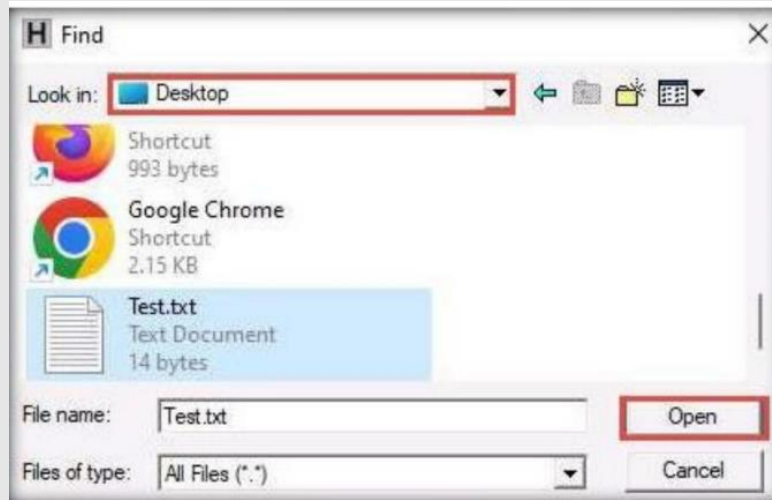 H Find
Look in: Desktop
Shortcut
993 bytes
Google Chrome
Shortcut
2.15 KB
Test.txt
Text Document
14 bytes
File name: Test.txt Open
Files of type: All Files (*.*) Cancel